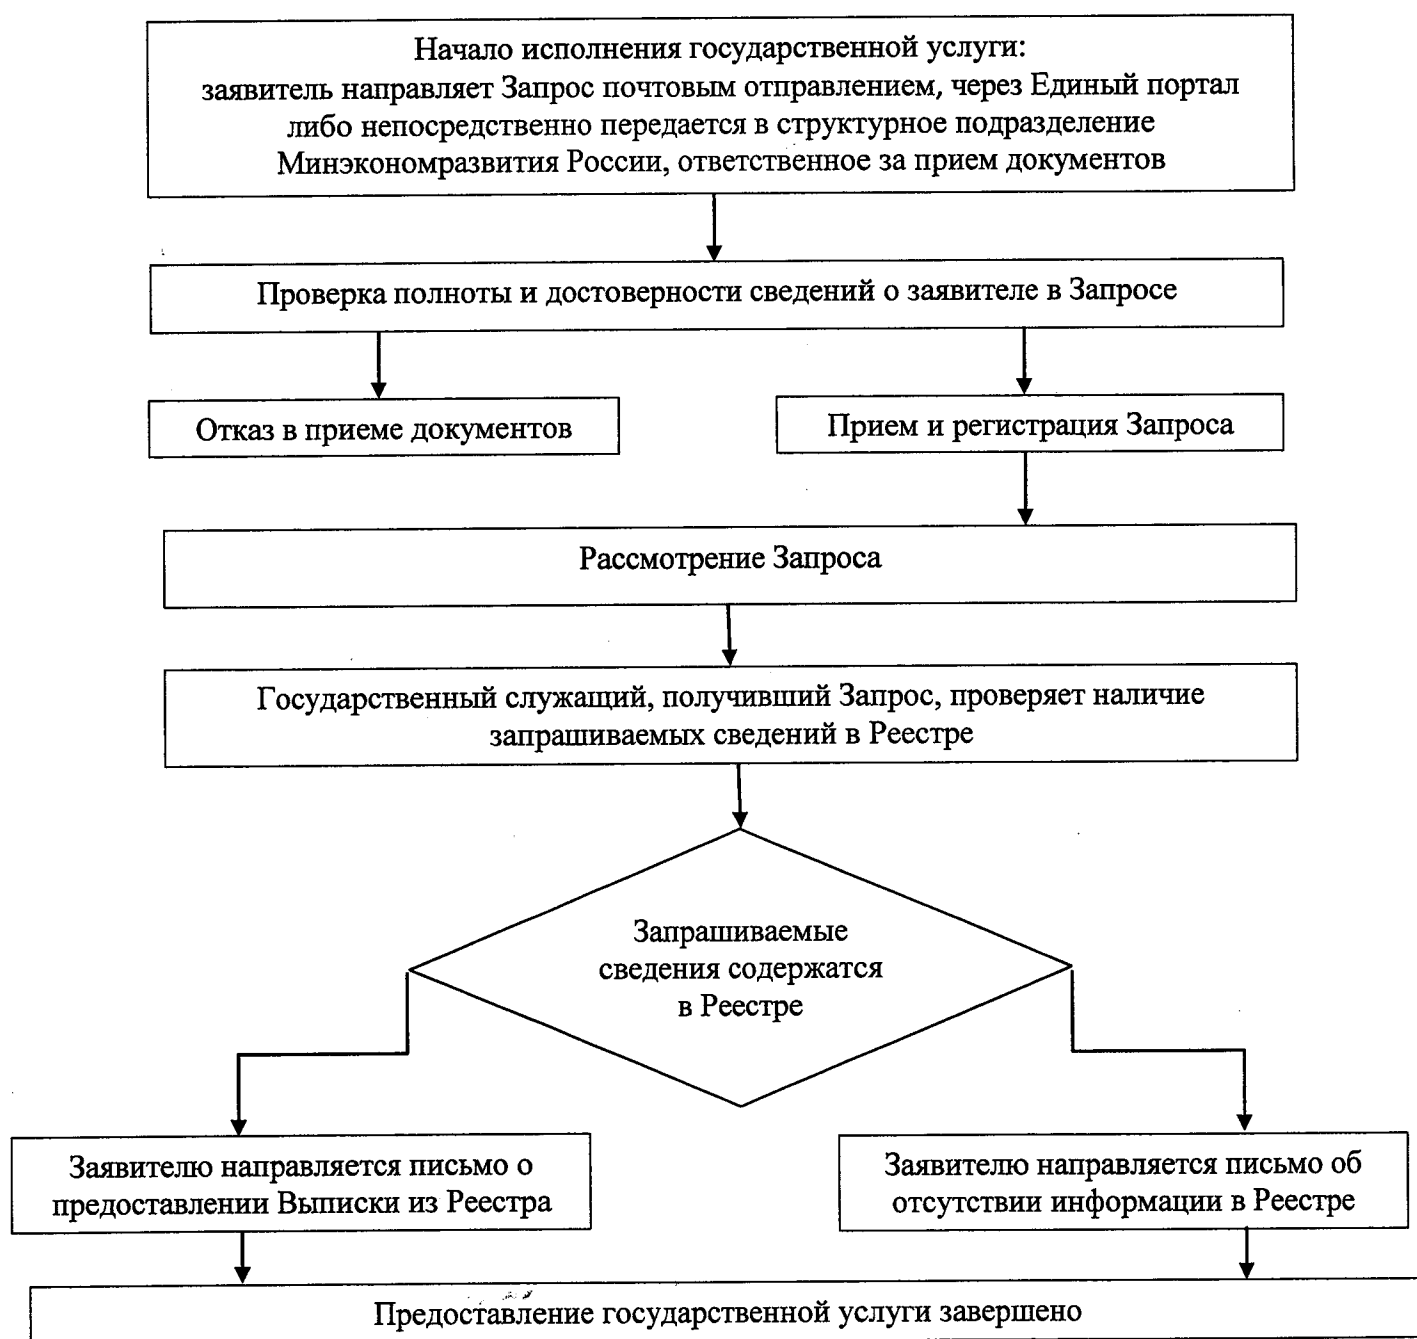 Начало исполнения государственной услуги:
заявитель направляет Запрос почтовым отправлением, через Единый портал
либо непосредственно передается в структурное подразделение
Минэкономразвития России, ответственное за прием документов
Проверка полноты и достоверности сведений о заявителе в Запросе
Отказ в приеме документов
Прием и регистрация Запроса
Рассмотрение Запроса
Государственный служащий, получивший Запрос, проверяет наличие
запрашиваемых сведений в Реестре
Запрашиваемые
сведения содержатся
в Реестре
Заявителю направляется письмо о
предоставлении Выписки из Реестра
Заявителю направляется письмо об
отсутствии информации в Реестре
Предоставление государственной услуги завершено